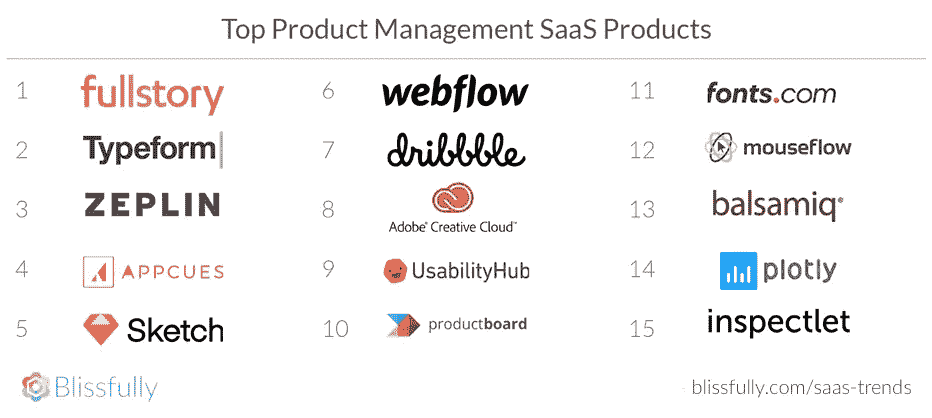 Top Product Management SaaS Products
1 fullstory
2 Typeform
3 ZEPLIN
4 APPCUES
5 Sketch
6 webflow
7 dribbble
8 Adobe® Creative Cloud™
9 UsabilityHub
10 productboard
11 fonts.com
12 mouseflow
13 balsamiq®
14 plotly
15 inspectlet
Blissfully
blissfully.com/saas-trends